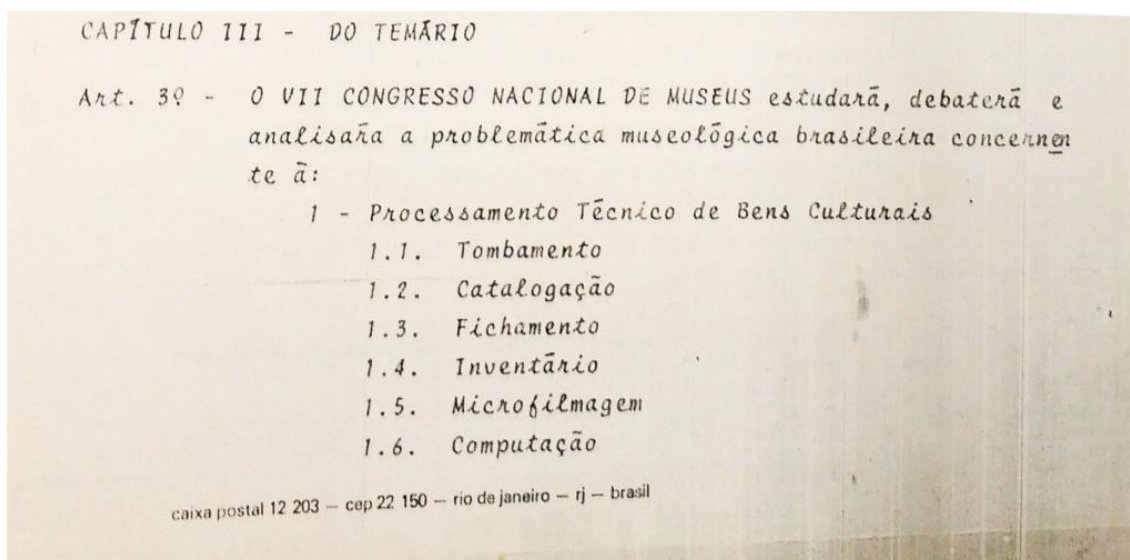 CAPÍTULO III - DO TEMÁRIO
Art. 3º - O VII CONGRESSO NACIONAL DE MUSEUS estudará, debaterá e
analisaña a problemática museológica brasileira concernen
te à:
1 - Processamento Técnico de Bens Culturais
1.1. Tombamento
1.2. Catalogação
1.3. Fichamento
1.4. Inventário
1.5. Microfilmagem
1.6. Computação
caixa postal 12 203 — cep 22 150 — rio de janeiro — rj — brasil